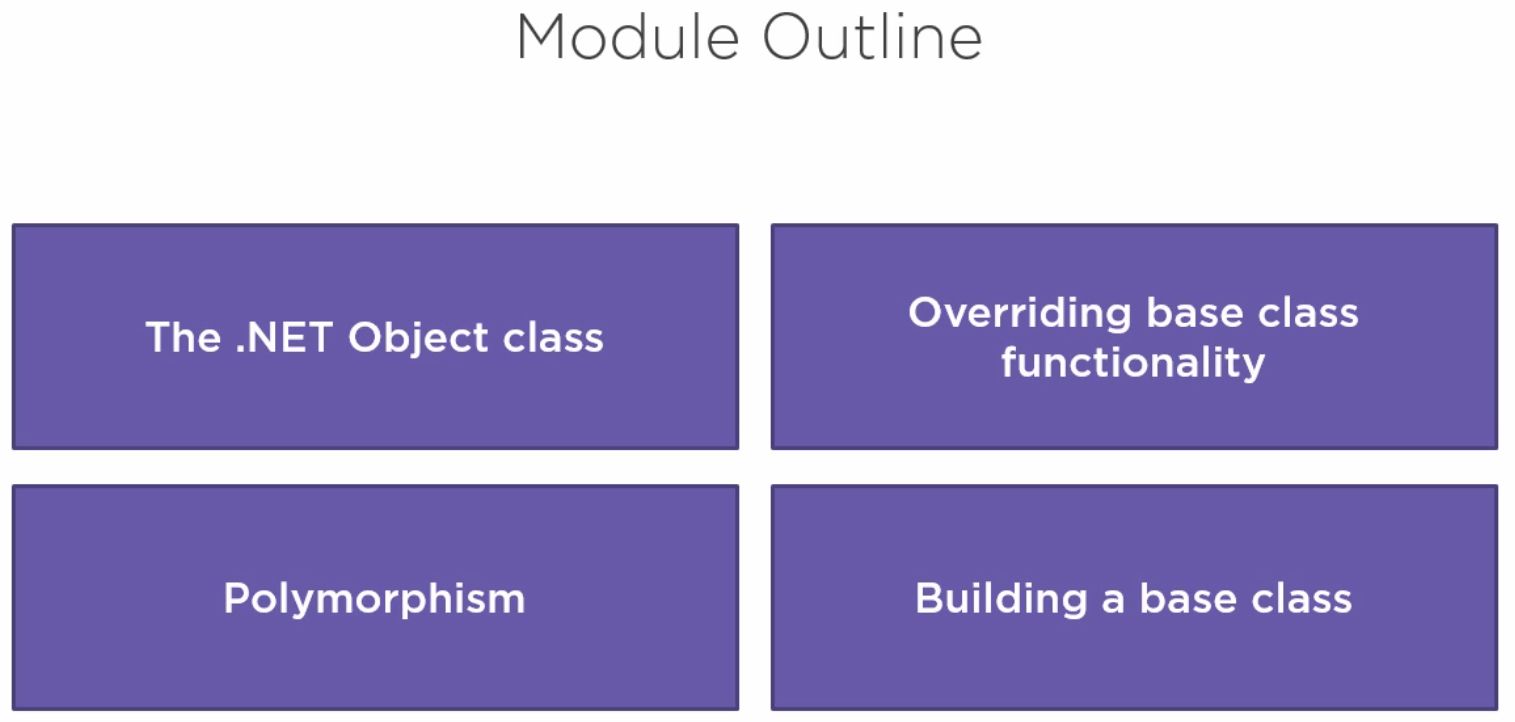 Module Outline
The .NET Object class
Overriding base class
functionality
Polymorphism
Building a base class